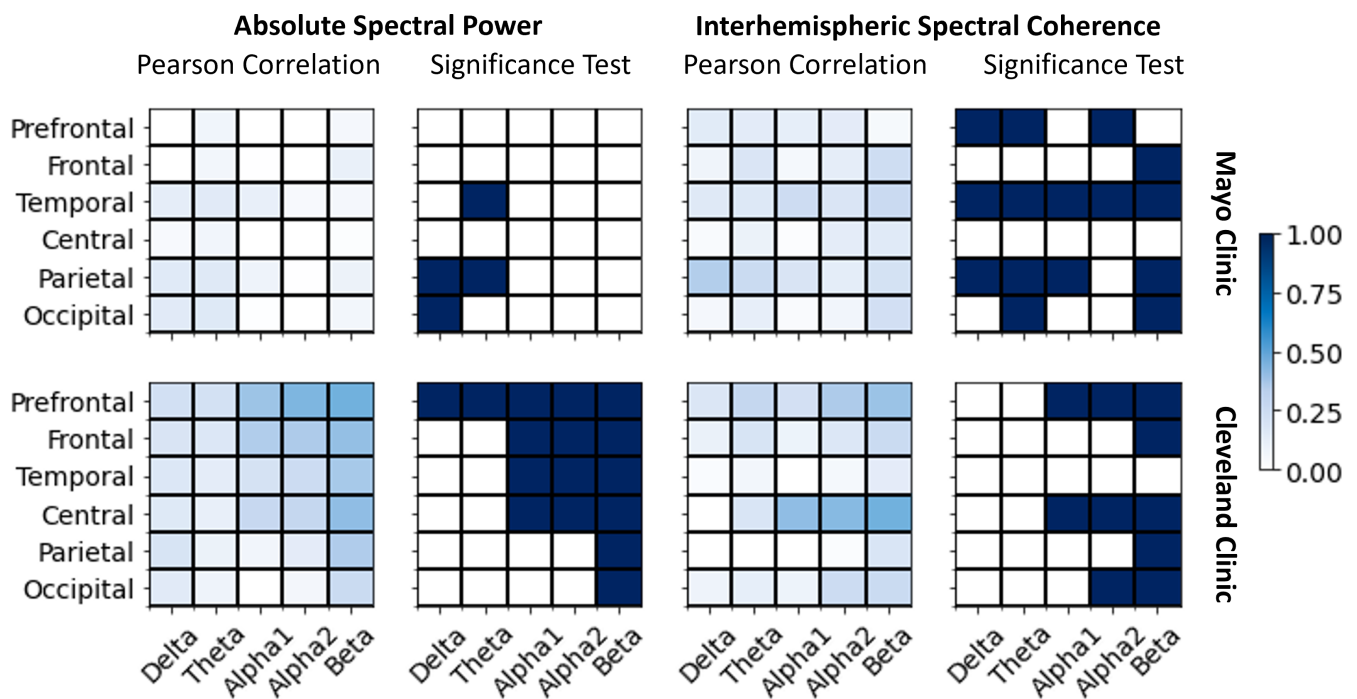 Absolute Spectral Power
Interhemispheric Spectral Coherence
Pearson Correlation
Significance Test
Pearson Correlation
Significance Test
Prefrontal
Frontal
Temporal
Central
Parietal
Occipital
Mayo Clinic
Prefrontal
Frontal
Temporal
Central
Parietal
Occipital
Cleveland Clinic
1.00
0.75
0.50
0.25
0.00
Delta
Theta
Alpha1
Alpha2
Beta
Delta
Theta
Alpha1
Alpha2
Beta
Delta
Theta
Alpha1
Alpha2
Beta
Delta
Theta
Alpha1
Alpha2
Beta